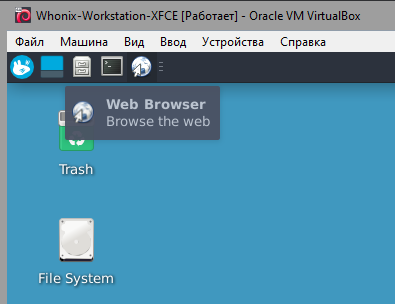 Whonix-Workstation-XFCE [Работает] - Oracle VM VirtualBox
Файл Машина Вид Ввод Устройства Справка
Web Browser
Browse the web
Trash
File System